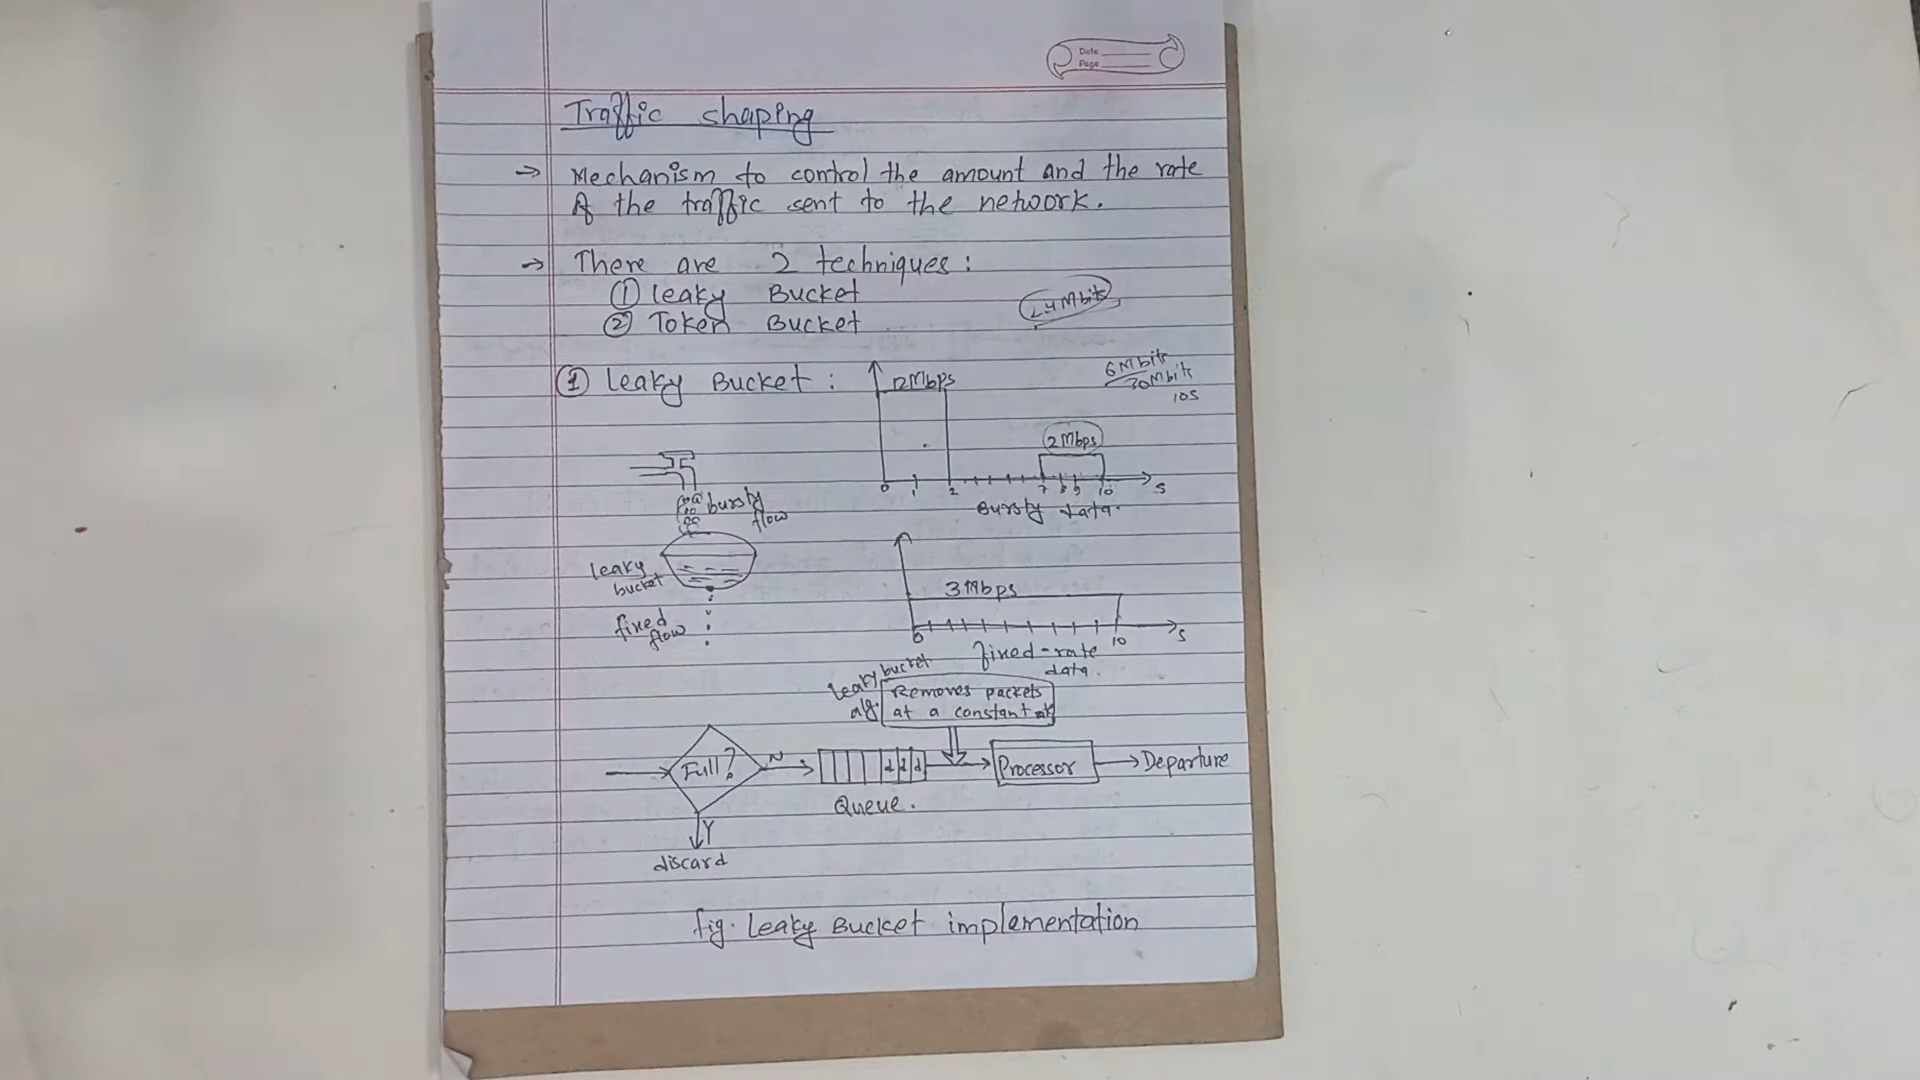 Date
Page
Traffic shaping
→ Mechanism to control the amount and the rate
of the traffic sent to the network.
→ There are 2 techniques:
① Leaky Bucket
② Token Bucket
24Mbits
① Leaky Bucket :
12Mbps
6Mbits
30Mbits
10S
2Mbps
0 1 2 7 8 9 10 S
Bursty data.
bursty
flow
leaky
bucket
fixed
flow
3Mbps
0 10 S
fixed-rate
data.
leaky bucket
alg.
Removes packets
at a constant
Full?
N
Queue.
Processor
Departure
Y
discard
fig. Leaky Bucket implementation